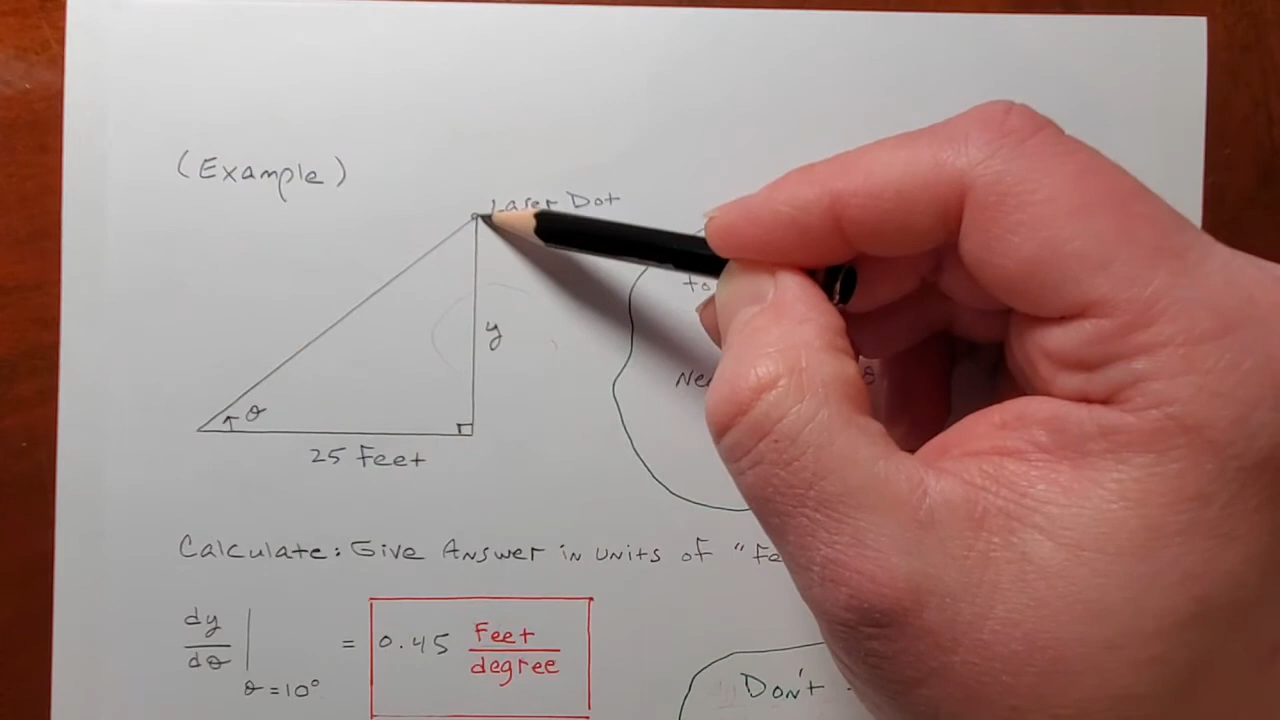 (Example)
Laser Dot
to
y
θ
θ
25 Feet
Calculate: Give Answer in units of "
dy
dθ
θ = 10°
= 0.45 Feet
degree
Don't